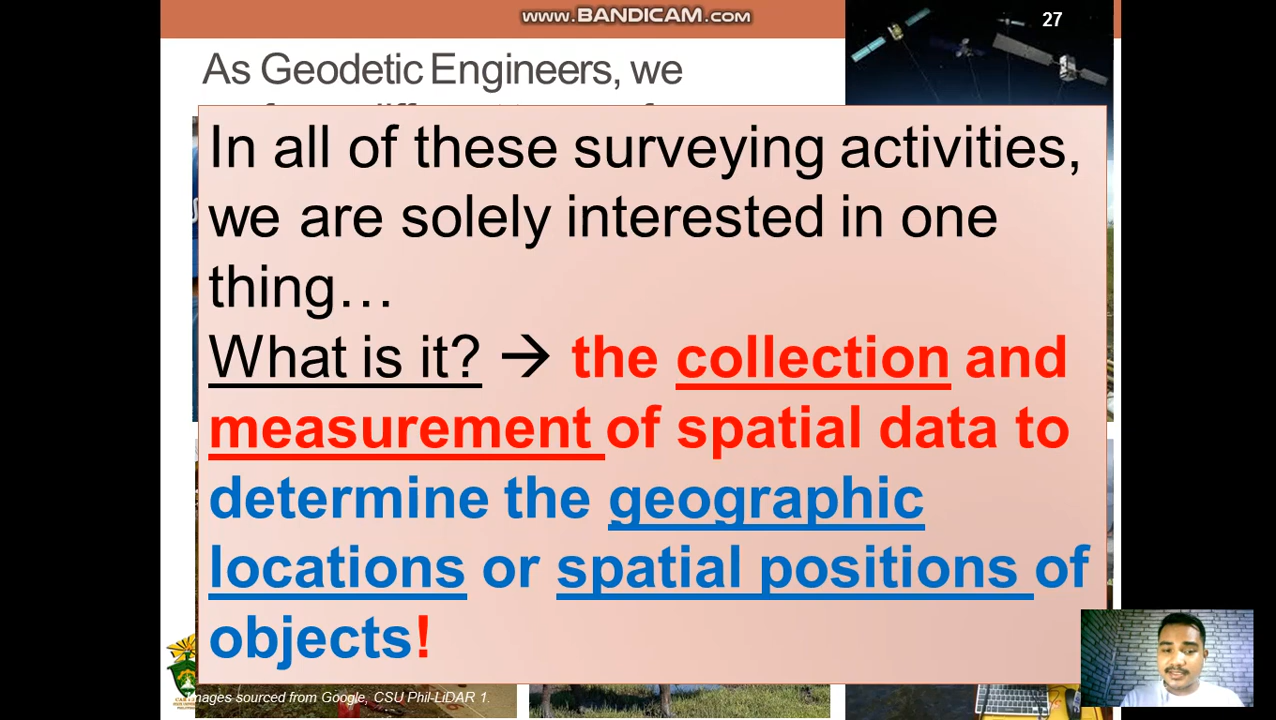 www.BANDICAM.com
27
As Geodetic Engineers, we
In all of these surveying activities,
we are solely interested in one
thing…
What is it? → the collection and
measurement of spatial data to
determine the geographic
locations or spatial positions of
objects!
Images sourced from Google, CSU Phil-LiDAR 1.